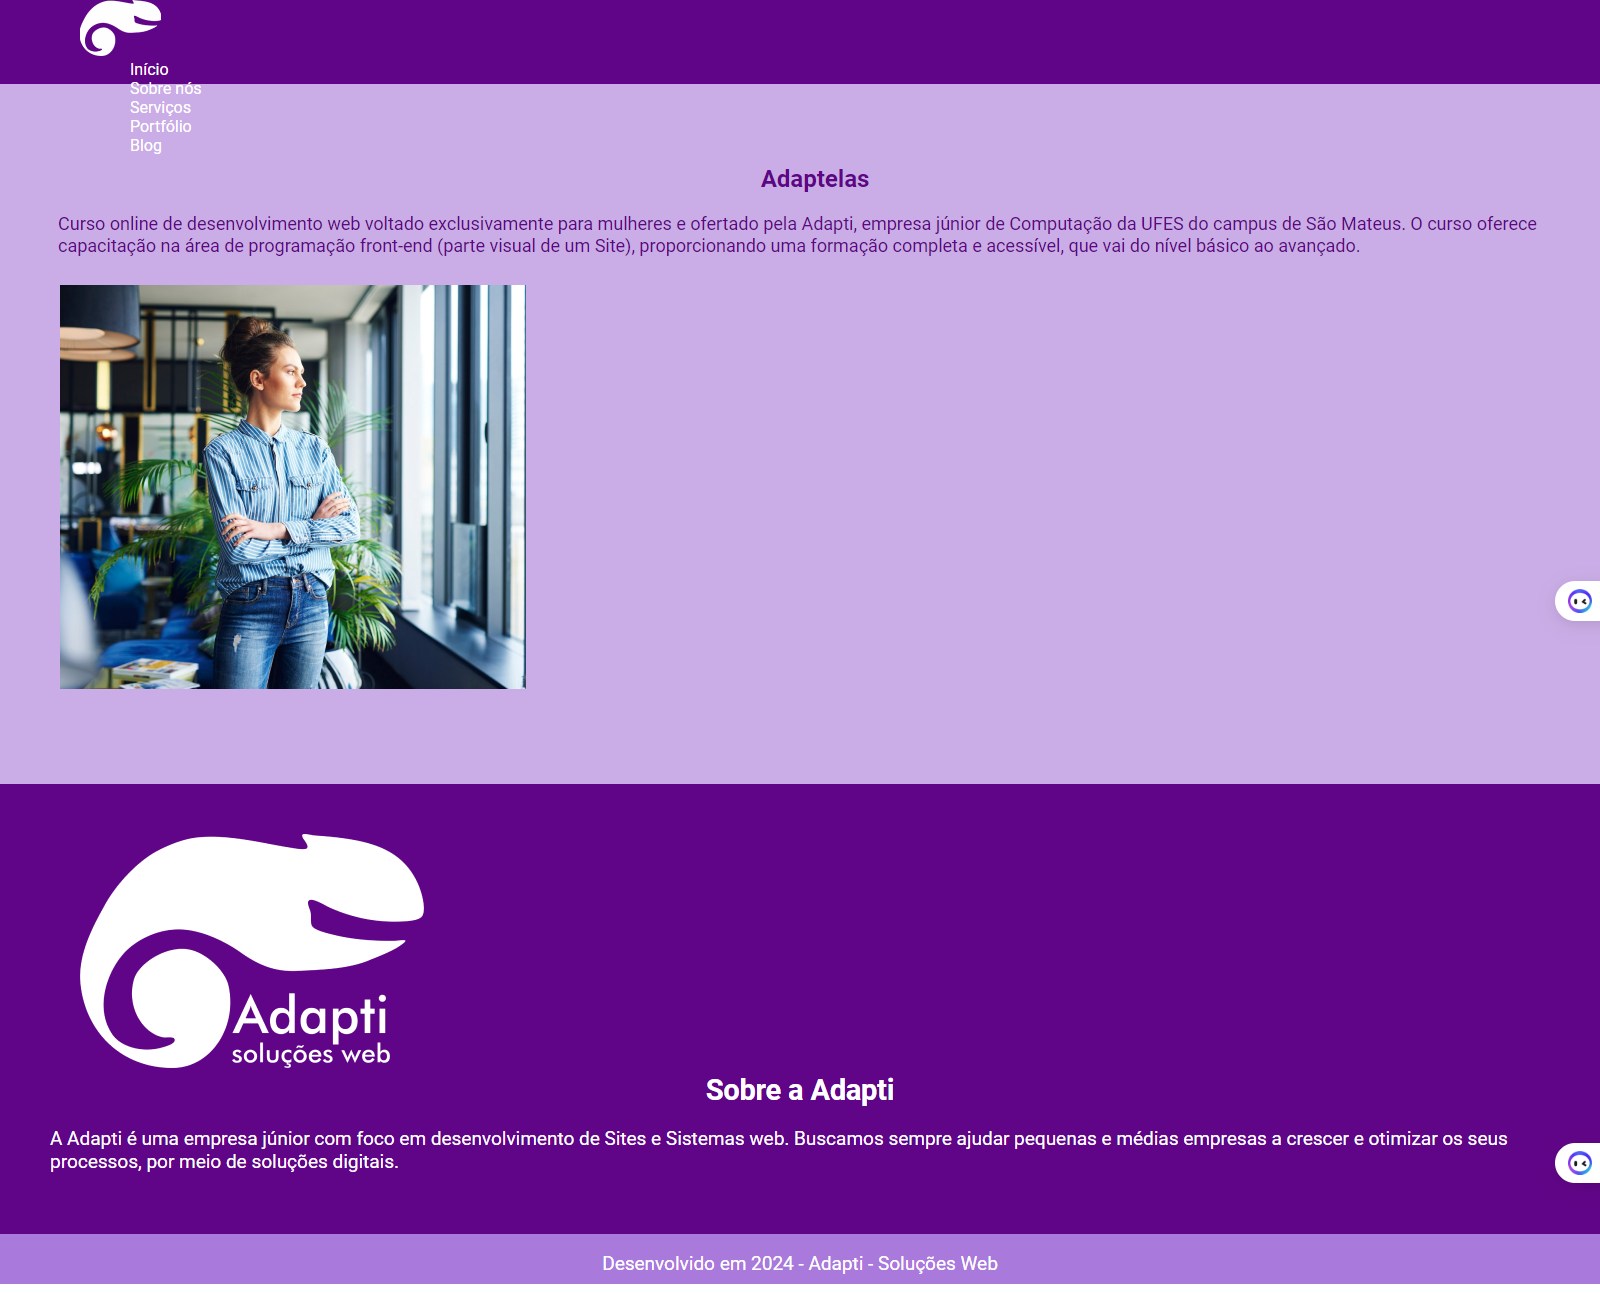 Início
Sobre nós
Serviços
Portfólio
Blog
Adaptelas
Curso online de desenvolvimento web voltado exclusivamente para mulheres e ofertado pela Adapti, empresa júnior de Computação da UFES do campus de São Mateus. O curso oferece
capacitação na área de programação front-end (parte visual de um Site), proporcionando uma formação completa e acessível, que vai do nível básico ao avançado.
Adapti
soluções web
Sobre a Adapti
A Adapti é uma empresa júnior com foco em desenvolvimento de Sites e Sistemas web. Buscamos sempre ajudar pequenas e médias empresas a crescer e otimizar os seus
processos, por meio de soluções digitais.
Desenvolvido em 2024 - Adapti - Soluções Web